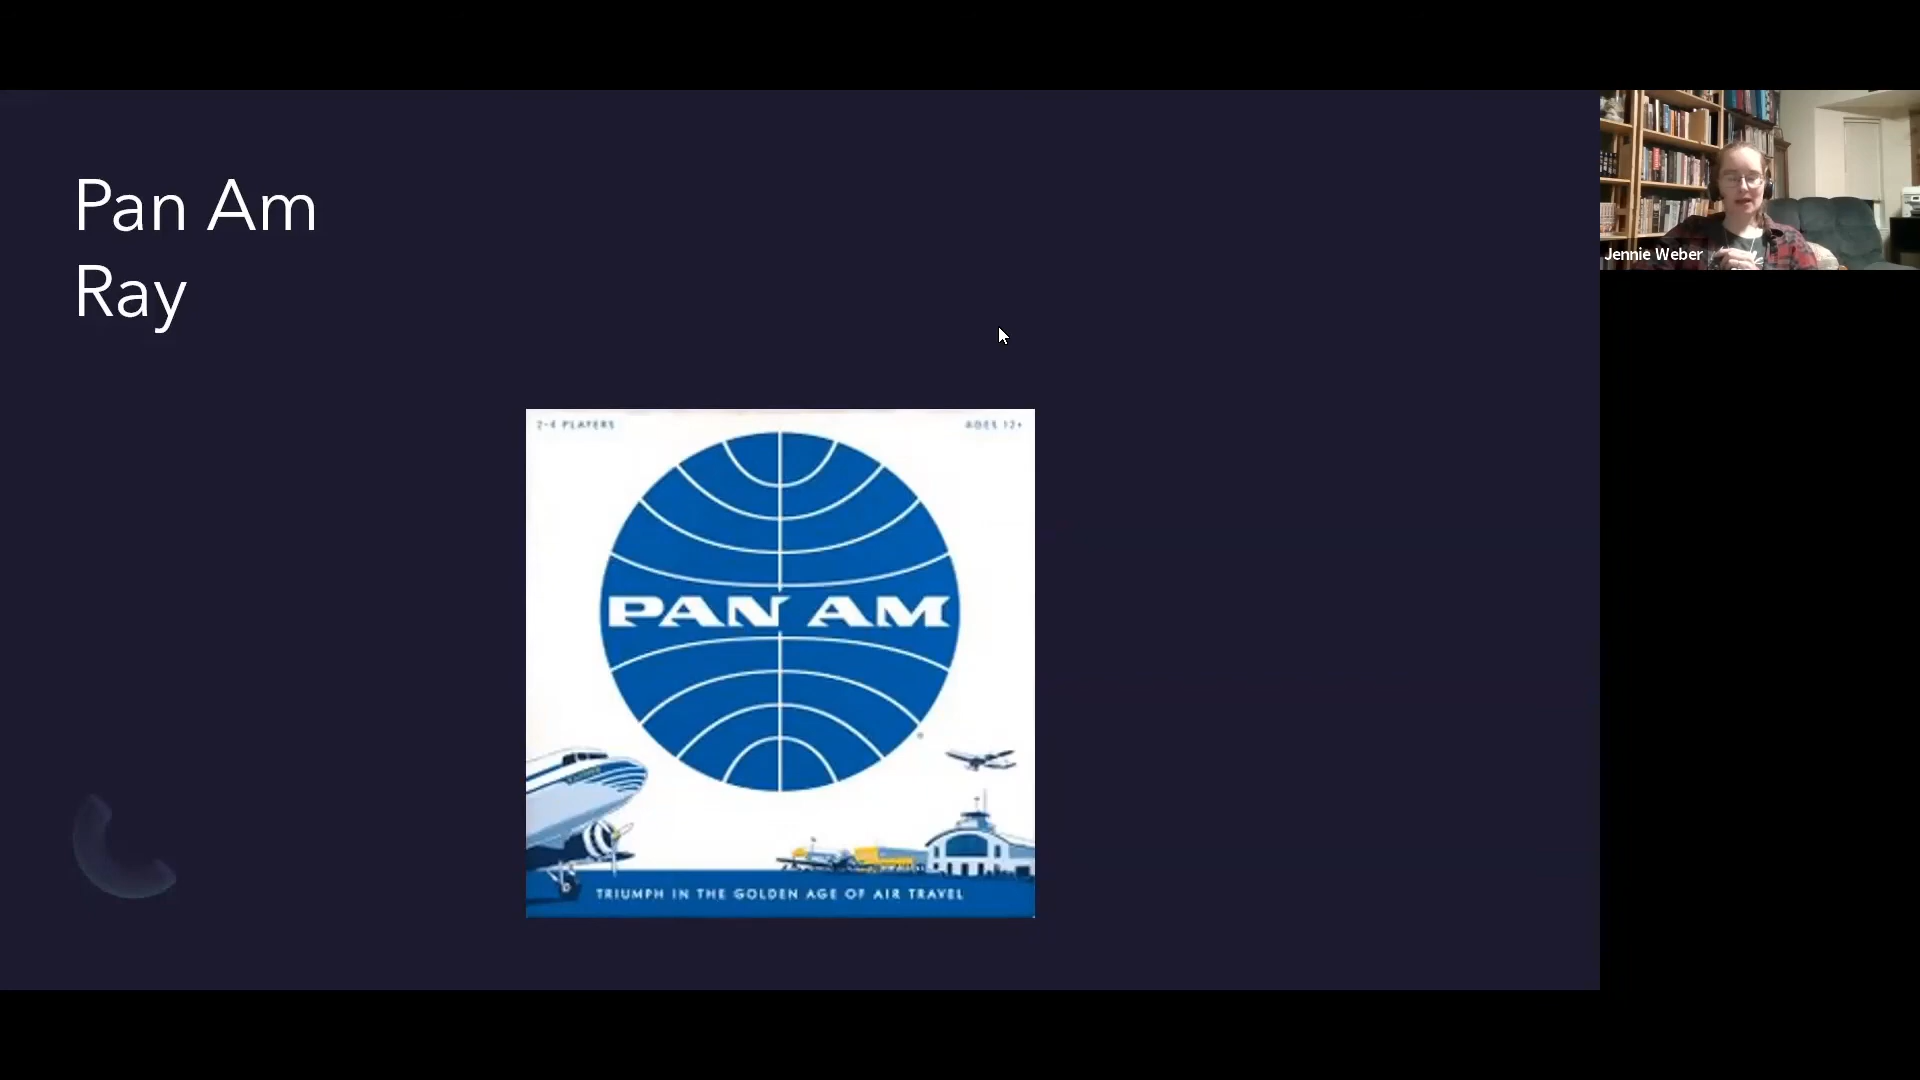 Pan Am
Ray
Jennie Weber
2-4 PLAYERS
AGES 12+
PAN AM
TRIUMPH IN THE GOLDEN AGE OF AIR TRAVEL